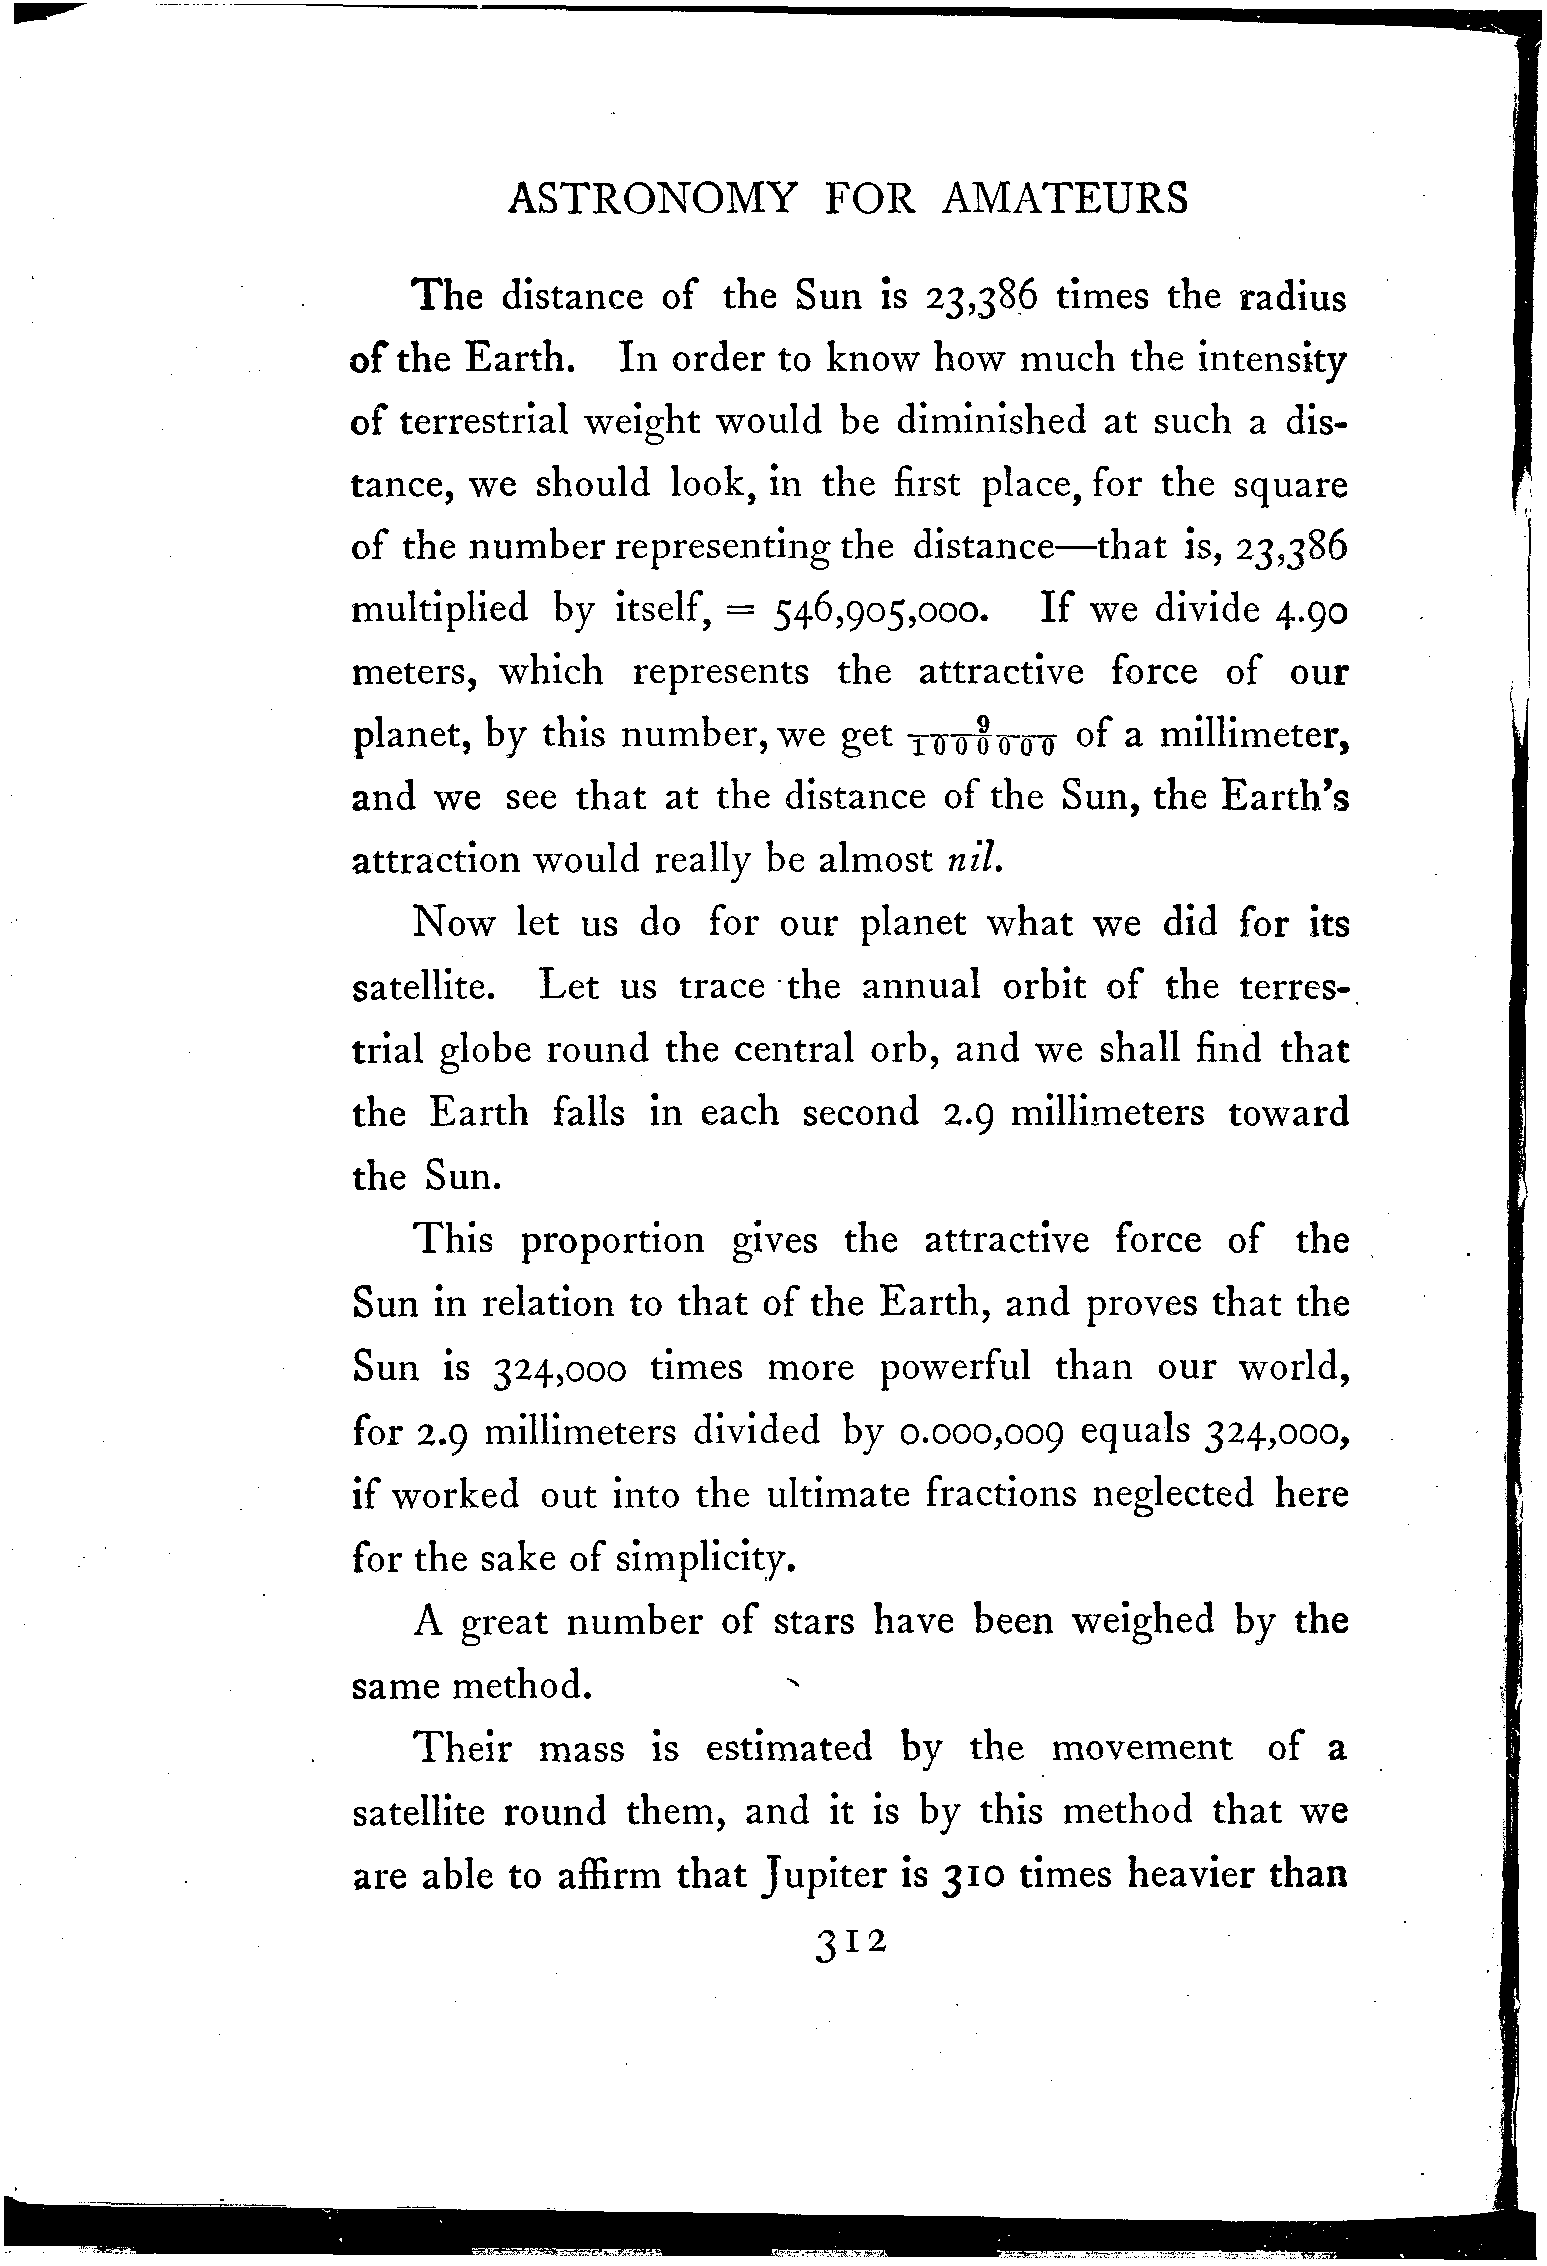 ASTRONOMY FOR AMATEURS
The distance of the Sun is 23,386 times the radius
of the Earth. In order to know how much the intensity
of terrestrial weight would be diminished at such a dis-
tance, we should look, in the first place, for the square
of the number representing the distance—that is, 23,386
multiplied by itself, = 546,905,000. If we divide 4.90
meters, which represents the attractive force of our
planet, by this number, we get 9/1000000 of a millimeter,
and we see that at the distance of the Sun, the Earth's
attraction would really be almost nil.
Now let us do for our planet what we did for its
satellite. Let us trace the annual orbit of the terres-
trial globe round the central orb, and we shall find that
the Earth falls in each second 2.9 millimeters toward
the Sun.
This proportion gives the attractive force of the
Sun in relation to that of the Earth, and proves that the
Sun is 324,000 times more powerful than our world,
for 2.9 millimeters divided by 0.000,009 equals 324,000,
if worked out into the ultimate fractions neglected here
for the sake of simplicity.
A great number of stars have been weighed by the
same method.
Their mass is estimated by the movement of a
satellite round them, and it is by this method that we
are able to affirm that Jupiter is 310 times heavier than
312